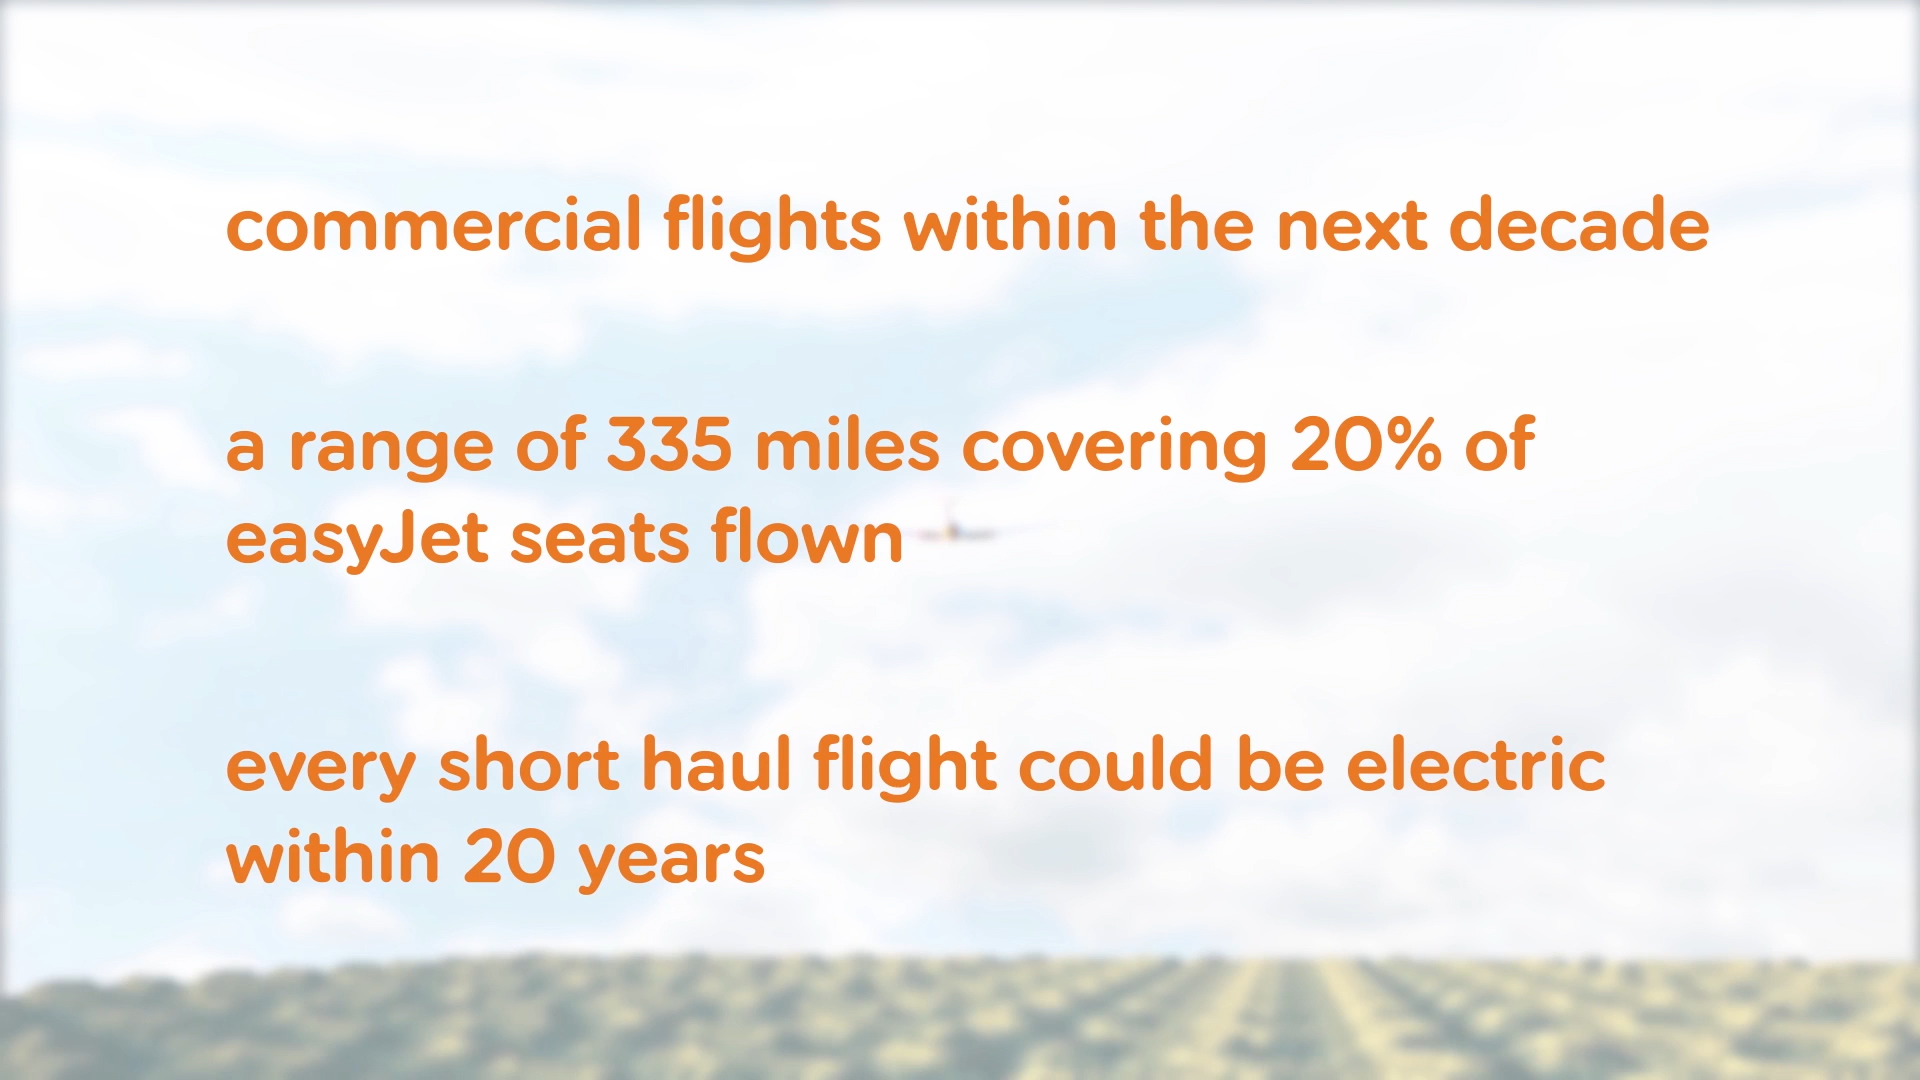 commercial flights within the next decade
a range of 335 miles covering 20% of
easyJet seats flown
every short haul flight could be electric
within 20 years